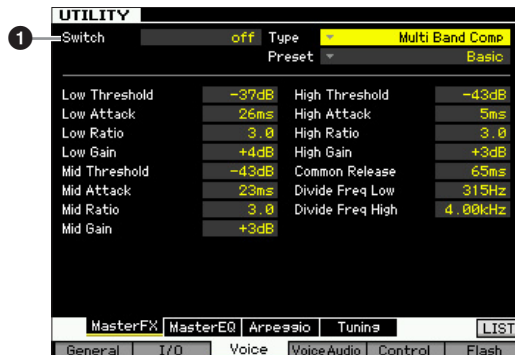 UTILITY
1 Switch off Type Multi Band Comp
Preset Basic
Low Threshold -37dB High Threshold -43dB
Low Attack 26ms High Attack 5ms
Low Ratio 3.0 High Ratio 3.0
Low Gain +4dB High Gain +3dB
Mid Threshold -43dB Common Release 65ms
Mid Attack 23ms Divide Freq Low 315Hz
Mid Ratio 3.0 Divide Freq High 4.00kHz
Mid Gain +3dB
MasterFX MasterEQ Arpeggio Tuning LIST
General I/O Voice VoiceAudio Control Flash